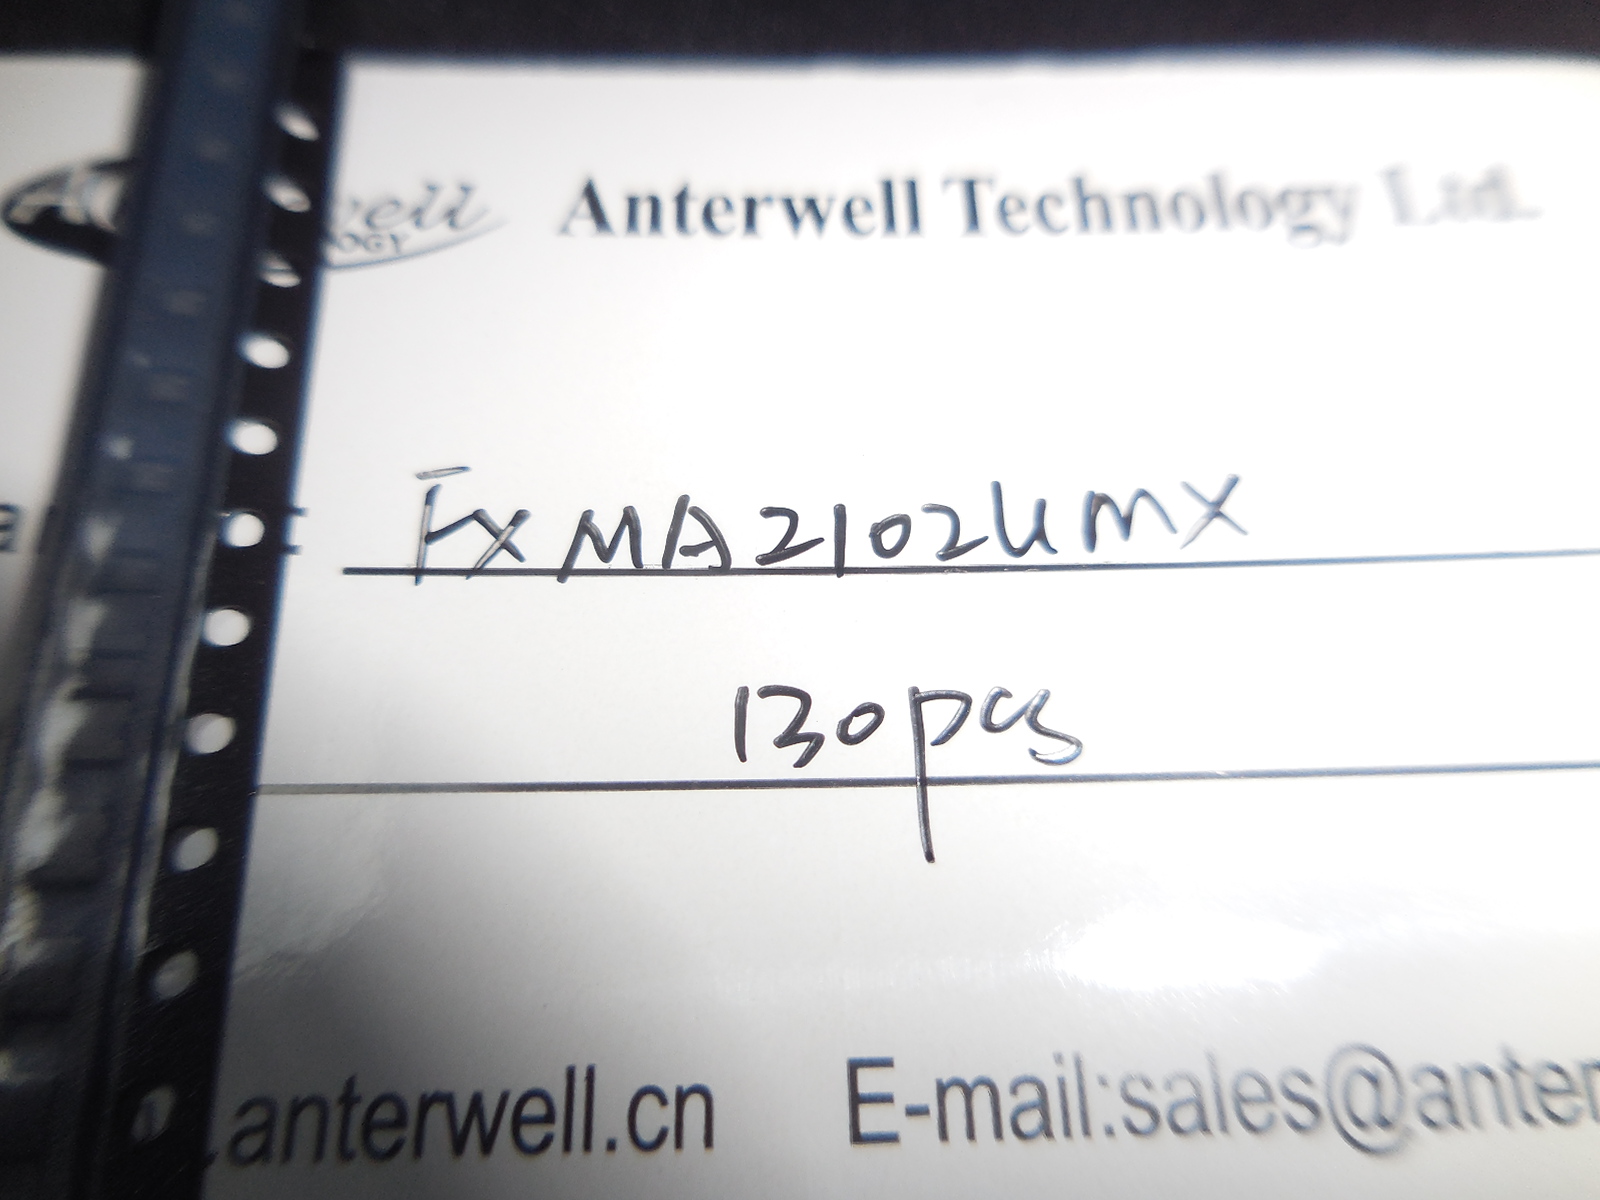 Anterwell Technology Ltd.
FXMA2102UMX
130pcs
.anterwell.cn E-mail:sales@anter